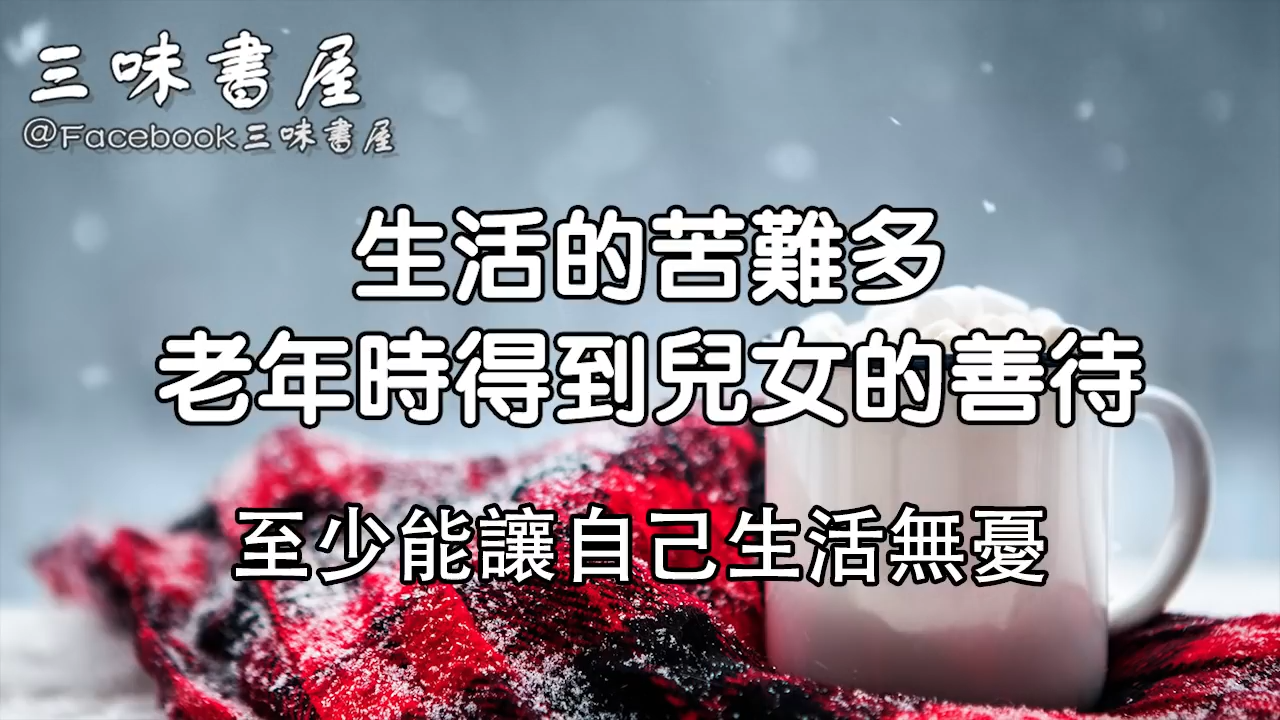 三味書屋
@Facebook三味書屋
生活的苦難多
老年時得到兒女的善待
至少能讓自己生活無憂